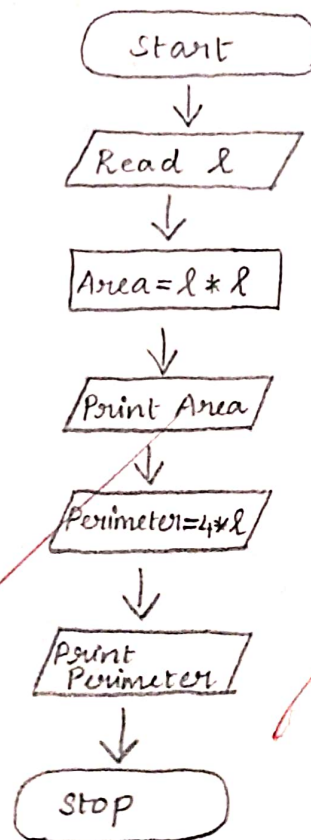 Start
Read l
Area = l * l
Print Area
Perimeter=4*l
Print
Perimeter
Stop